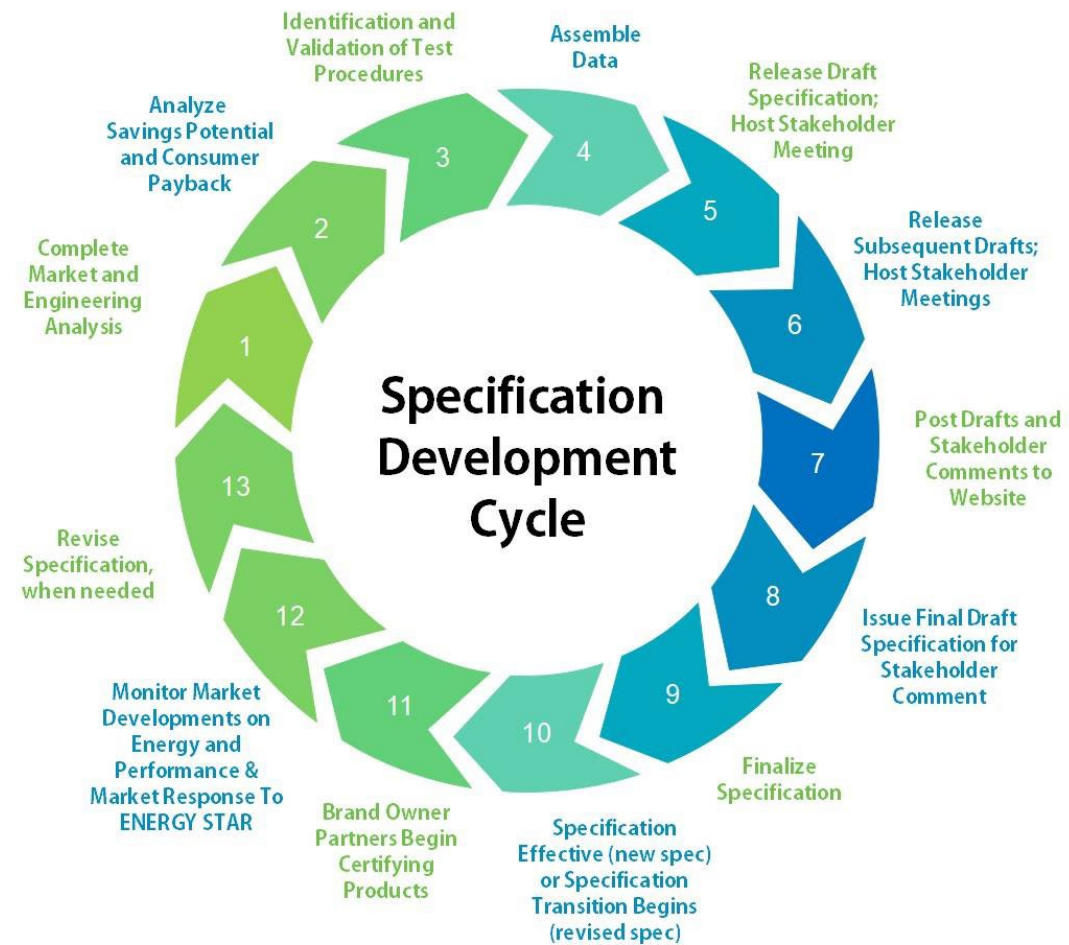 Specification
Development
Cycle
1
Complete
Market and
Engineering
Analysis
2
Analyze
Savings Potential
and Consumer
Payback
3
Identification and
Validation of Test
Procedures
4
Assemble
Data
5
Release Draft
Specification;
Host Stakeholder
Meeting
6
Release
Subsequent Drafts;
Host Stakeholder
Meetings
7
Post Drafts and
Stakeholder
Comments to
Website
8
Issue Final Draft
Specification for
Stakeholder
Comment
9
Finalize
Specification
10
Specification
Effective (new spec)
or Specification
Transition Begins
(revised spec)
11
Brand Owner
Partners Begin
Certifying
Products
12
Monitor Market
Developments on
Energy and
Performance &
Market Response To
ENERGY STAR
13
Revise
Specification,
when needed